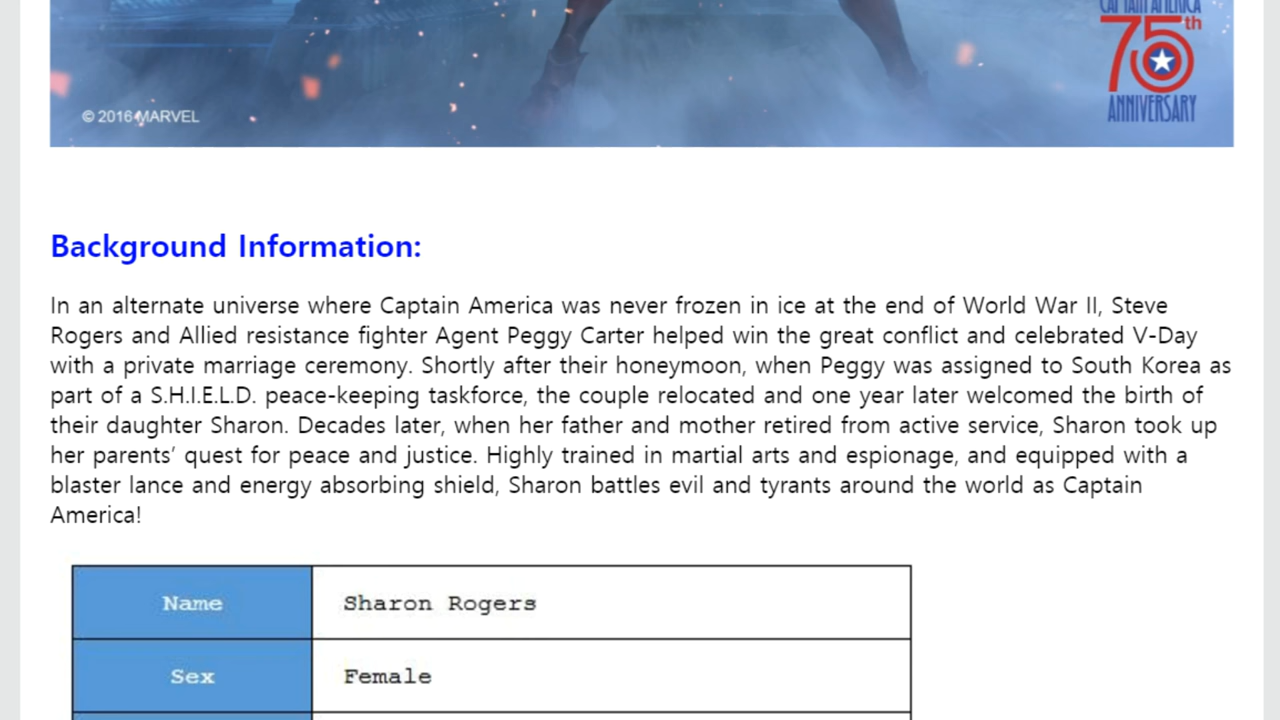 CAPTAIN AMERICA
75th
ANNIVERSARY
© 2016 MARVEL
Background Information:
In an alternate universe where Captain America was never frozen in ice at the end of World War II, Steve
Rogers and Allied resistance fighter Agent Peggy Carter helped win the great conflict and celebrated V-Day
with a private marriage ceremony. Shortly after their honeymoon, when Peggy was assigned to South Korea as
part of a S.H.I.E.L.D. peace-keeping taskforce, the couple relocated and one year later welcomed the birth of
their daughter Sharon. Decades later, when her father and mother retired from active service, Sharon took up
her parents’ quest for peace and justice. Highly trained in martial arts and espionage, and equipped with a
blaster lance and energy absorbing shield, Sharon battles evil and tyrants around the world as Captain
America!
Name Sharon Rogers
Sex Female